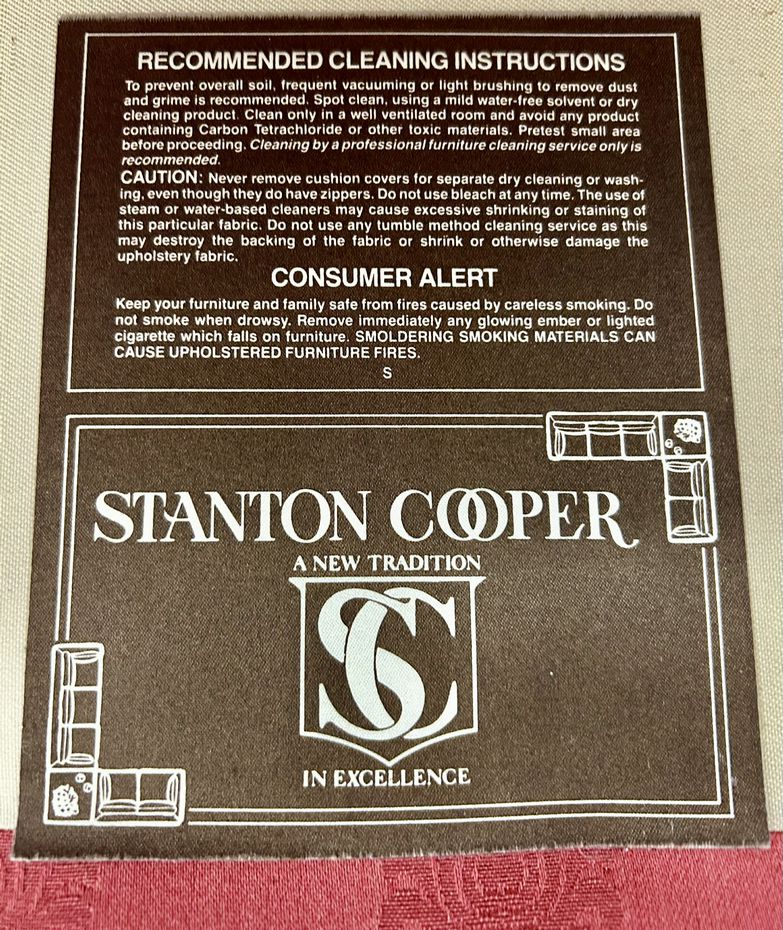 RECOMMENDED CLEANING INSTRUCTIONS
To prevent overall soil, frequent vacuuming or light brushing to remove dust
and grime is recommended. Spot clean, using a mild water-free solvent or dry
cleaning product. Clean only in a well ventilated room and avoid any product
containing Carbon Tetrachloride or other toxic materials. Pretest small area
before proceeding. Cleaning by a professional furniture cleaning service only is
recommended.
CAUTION: Never remove cushion covers for separate dry cleaning or wash-
ing, even though they do have zippers. Do not use bleach at any time. The use of
steam or water-based cleaners may cause excessive shrinking or staining of
this particular fabric. Do not use any tumble method cleaning service as this
may destroy the backing of the fabric or shrink or otherwise damage the
upholstery fabric.
CONSUMER ALERT
Keep your furniture and family safe from fires caused by careless smoking. Do
not smoke when drowsy. Remove immediately any glowing ember or lighted
cigarette which falls on furniture. SMOLDERING SMOKING MATERIALS CAN
CAUSE UPHOLSTERED FURNITURE FIRES.
S
STANTON COOPER
A NEW TRADITION
SC
IN EXCELLENCE